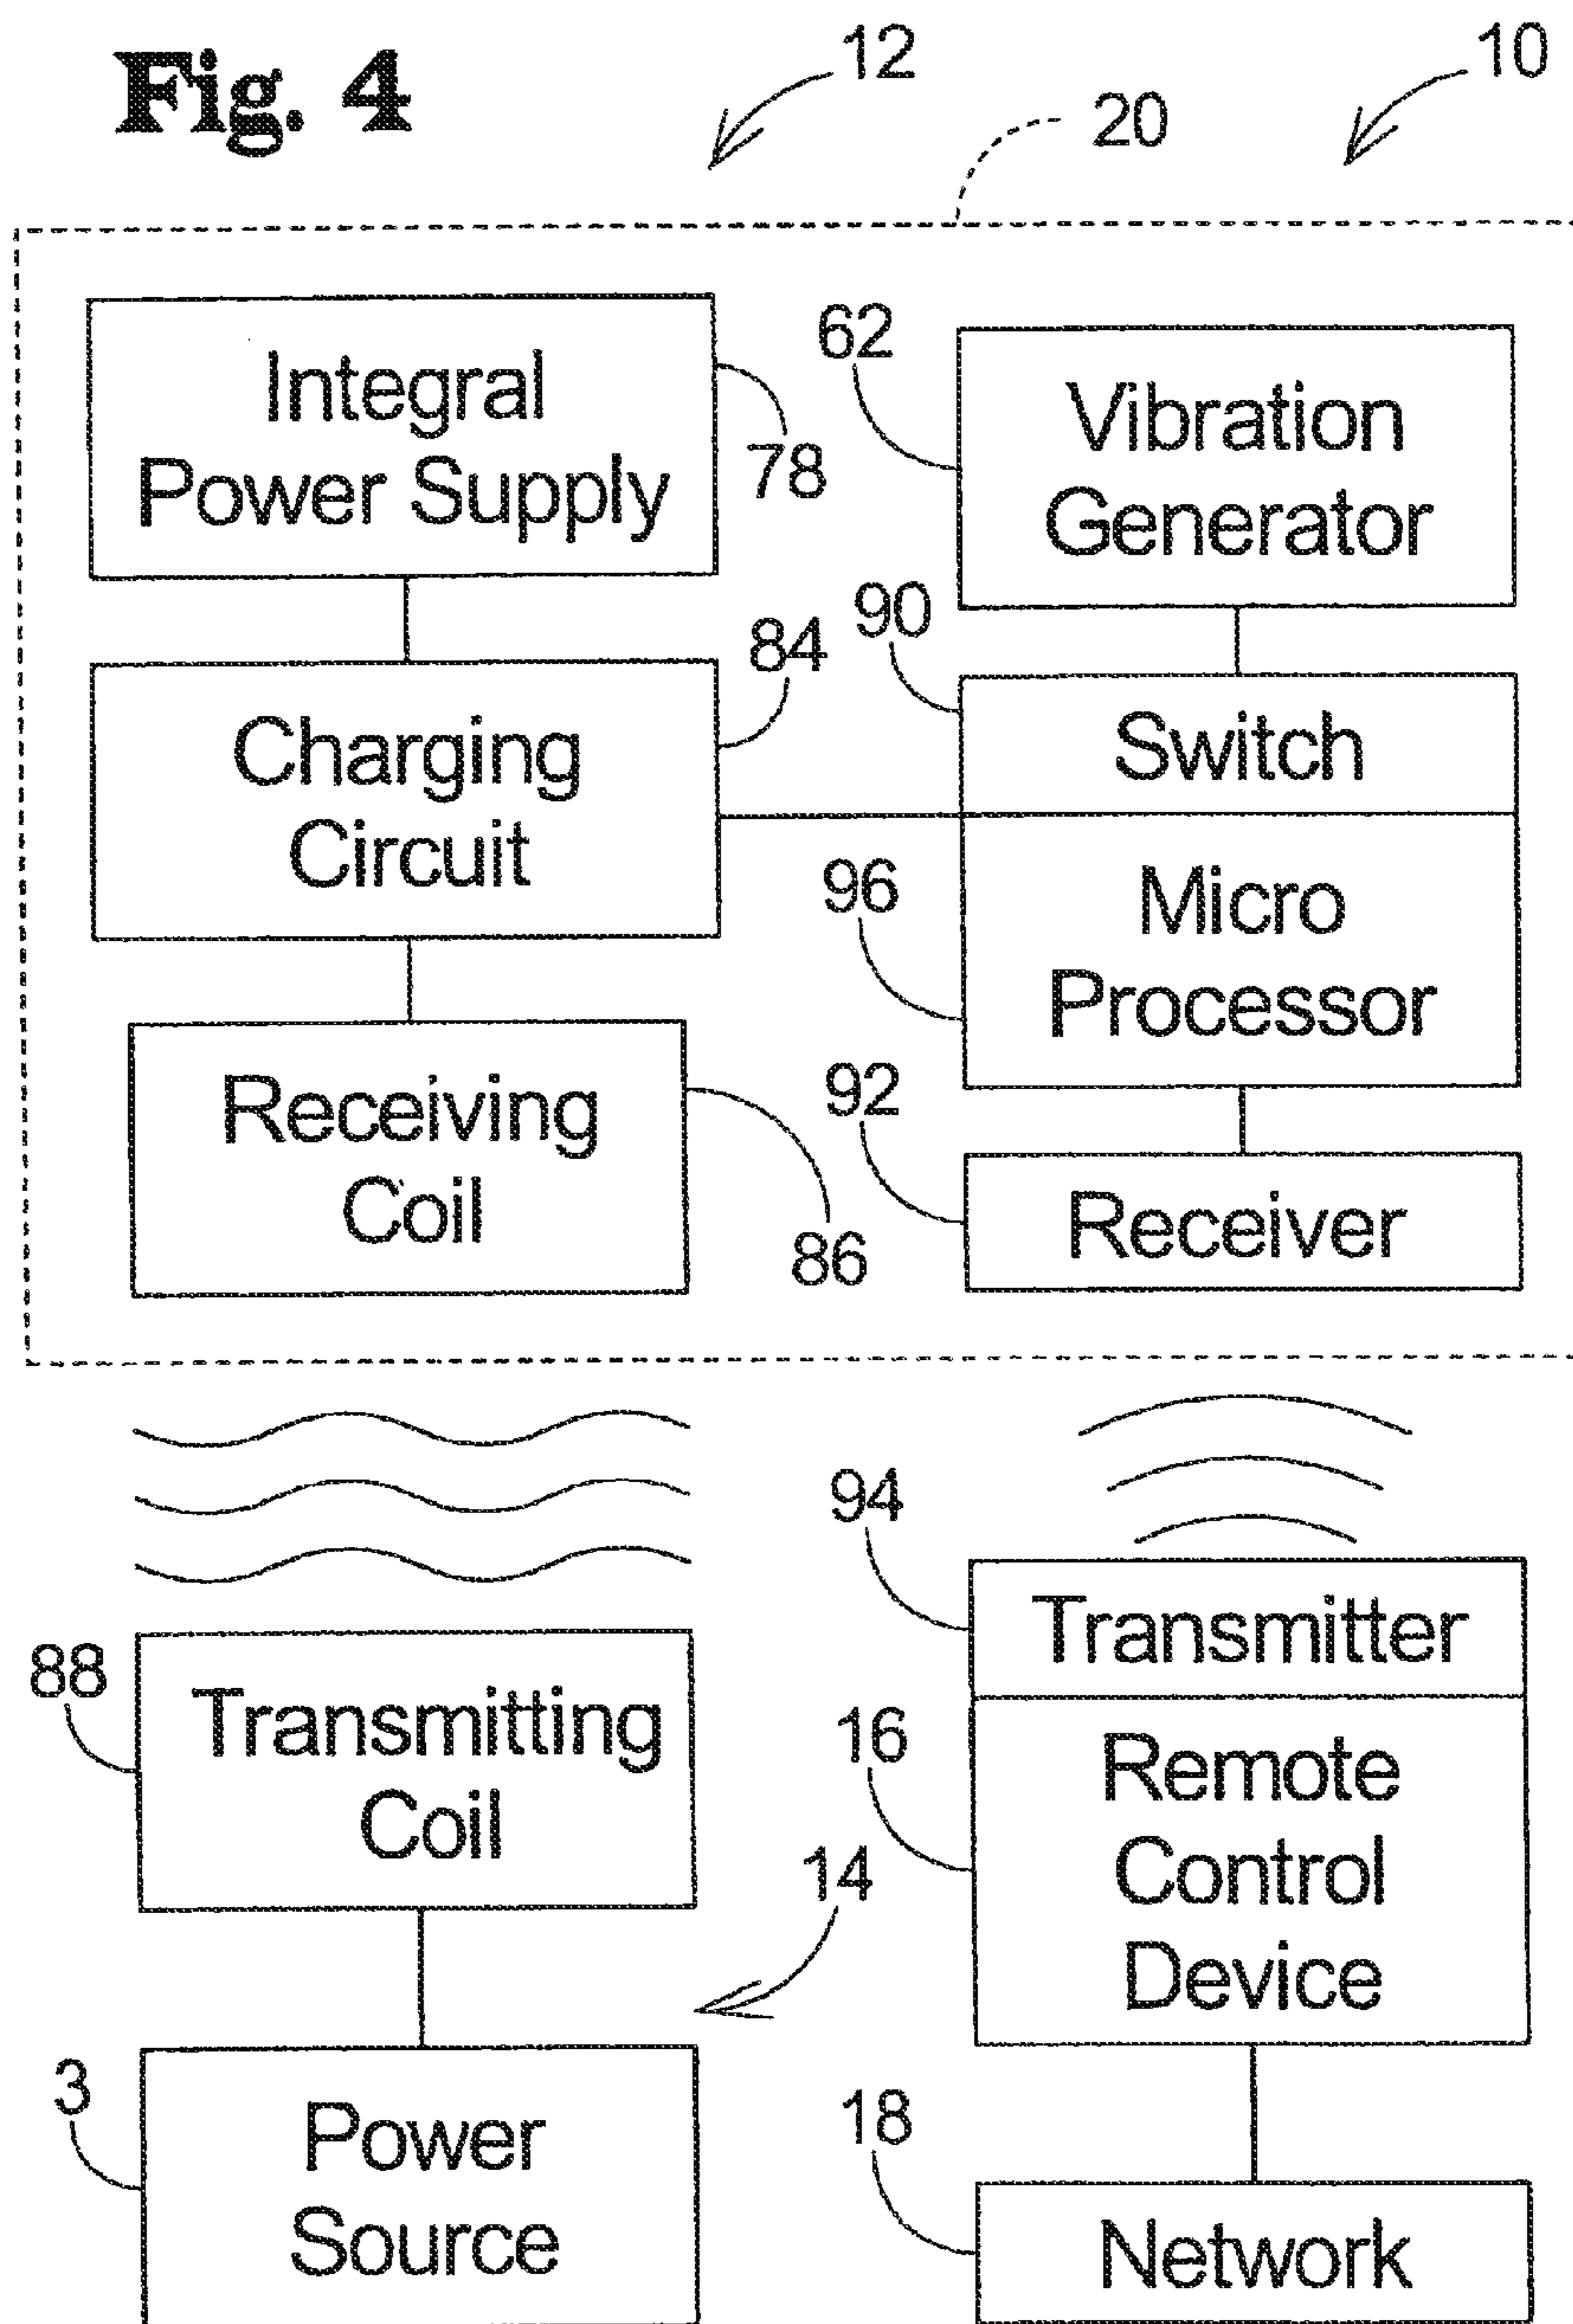 Fig. 4
12
10
20
Integral
Power Supply
78
62
Vibration
Generator
84
90
Charging
Circuit
Switch
96
Micro
Processor
Receiving
Coil
86
92
Receiver
94
Transmitter
88
Transmitting
Coil
16
Remote
Control
Device
14
3
Power
Source
18
Network